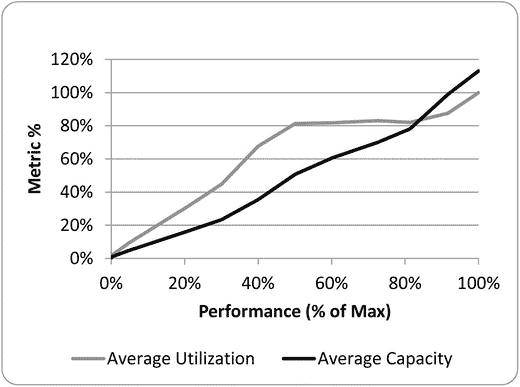 120%
100%
80%
60%
40%
20%
0%
Metric %
0% 20% 40% 60% 80% 100%
Performance (% of Max)
Average Utilization Average Capacity